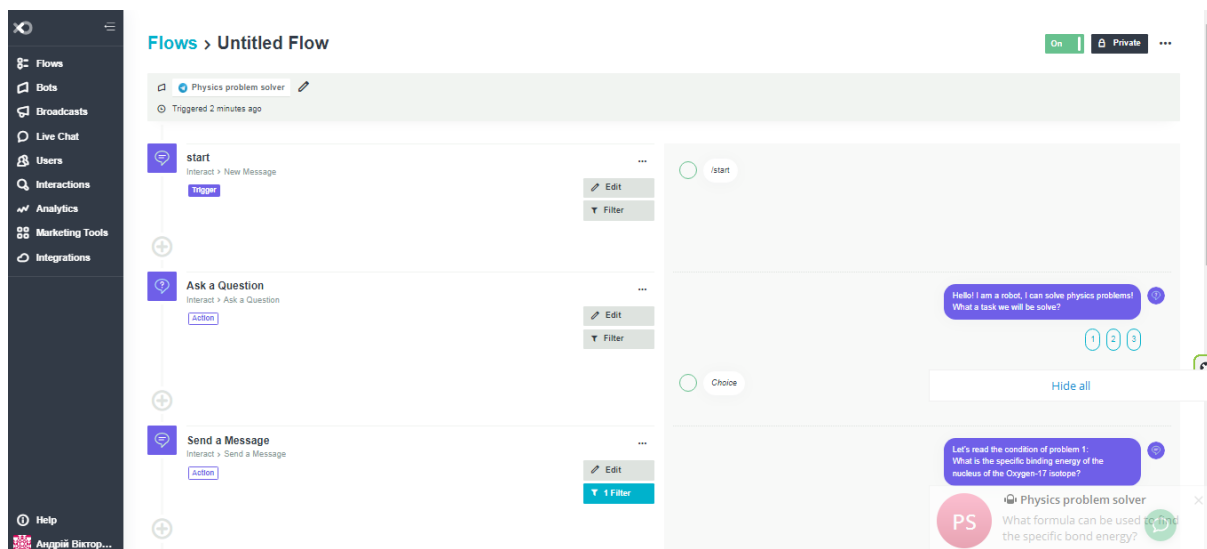 Flows > Untitled Flow
On
Private
Flows
Bots
Broadcasts
Live Chat
Users
Interactions
Analytics
Marketing Tools
Integrations
Help
Андрій Віктор...
Physics problem solver
Triggered 2 minutes ago
start
Interact > New Message
Trigger
Edit
Filter
/start
Ask a Question
Interact > Ask a Question
Action
Edit
Filter
Hello! I am a robot, I can solve physics problems!
What a task we will be solve?
1 2 3
Choice
Hide all
Send a Message
Interact > Send a Message
Action
Edit
1 Filter
Let's read the condition of problem 1:
What is the specific binding energy of the
nucleus of the Oxygen-17 isotope?
PS
Physics problem solver
What formula can be used to find
the specific bond energy?